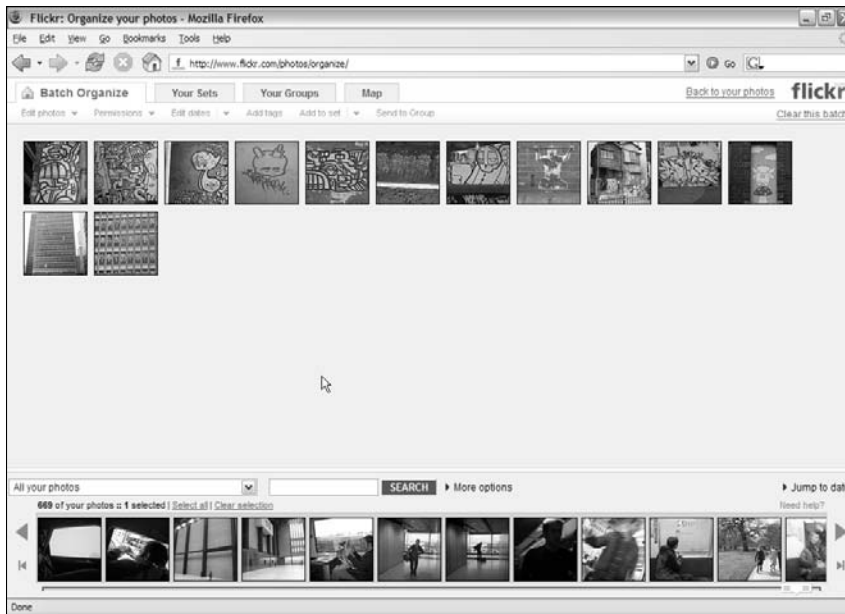 Flickr: Organize your photos - Mozilla Firefox
File Edit View Go Bookmarks Tools Help
http://www.flickr.com/photos/organize/ Go
Batch Organize Your Sets Your Groups Map Back to your photos flickr
Edit photos Permissions Edit dates Add tags Add to set Send to Group Clear this batch
All your photos SEARCH More options Jump to dat
669 of your photos :: 1 selected | Select all | Clear selection Need help?
Done